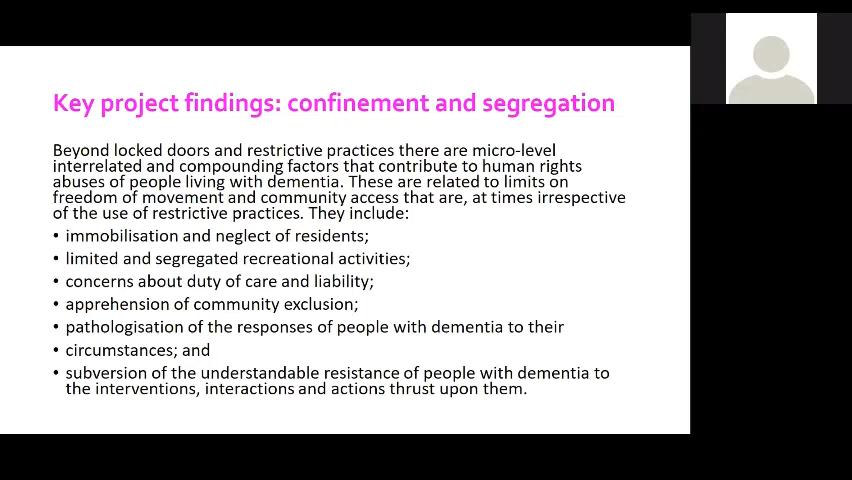 Key project findings: confinement and segregation
Beyond locked doors and restrictive practices there are micro-level
interrelated and compounding factors that contribute to human rights
abuses of people living with dementia. These are related to limits on
freedom of movement and community access that are, at times irrespective
of the use of restrictive practices. They include:
• immobilisation and neglect of residents;
• limited and segregated recreational activities;
• concerns about duty of care and liability;
• apprehension of community exclusion;
• pathologisation of the responses of people with dementia to their
• circumstances; and
• subversion of the understandable resistance of people with dementia to
the interventions, interactions and actions thrust upon them.